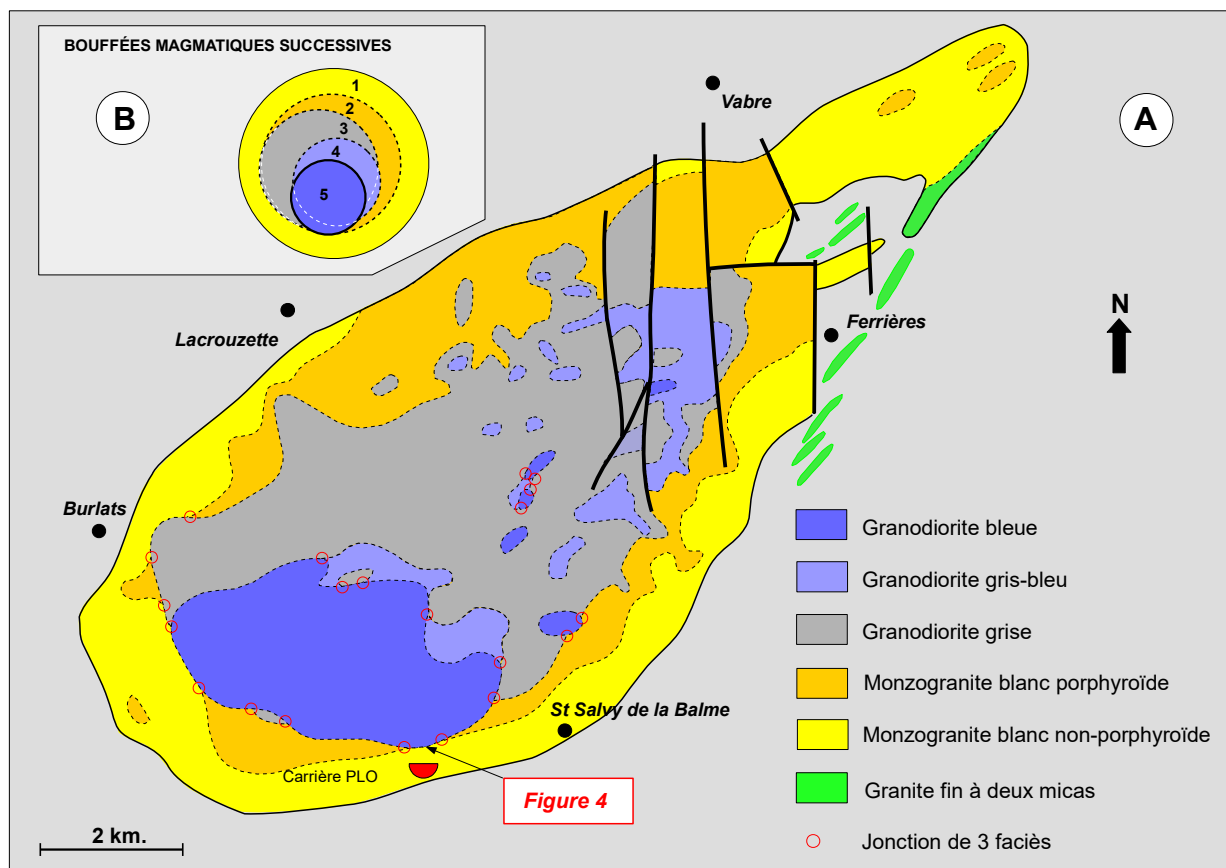 BOUFFÉES MAGMATIQUES SUCCESSIVES
B
1
2
3
4
5
A
Vabre
N
Lacrouzette
Ferrières
Burlats
St Salvy de la Balme
Carrière PLO
Figure 4
2 km.
Granodiorite bleue
Granodiorite gris-bleu
Granodiorite grise
Monzogranite blanc porphyroïde
Monzogranite blanc non-porphyroïde
Granite fin à deux micas
Jonction de 3 faciès